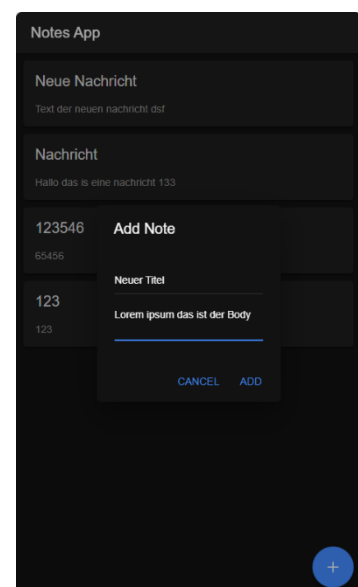 Notes App
Neue Nachricht
Text der neuen nachricht dsf
Nachricht
Hallo das is eine nachricht 133
123546
65456
123
123
Add Note
Neuer Titel
Lorem ipsum das ist der Body
CANCEL ADD
+